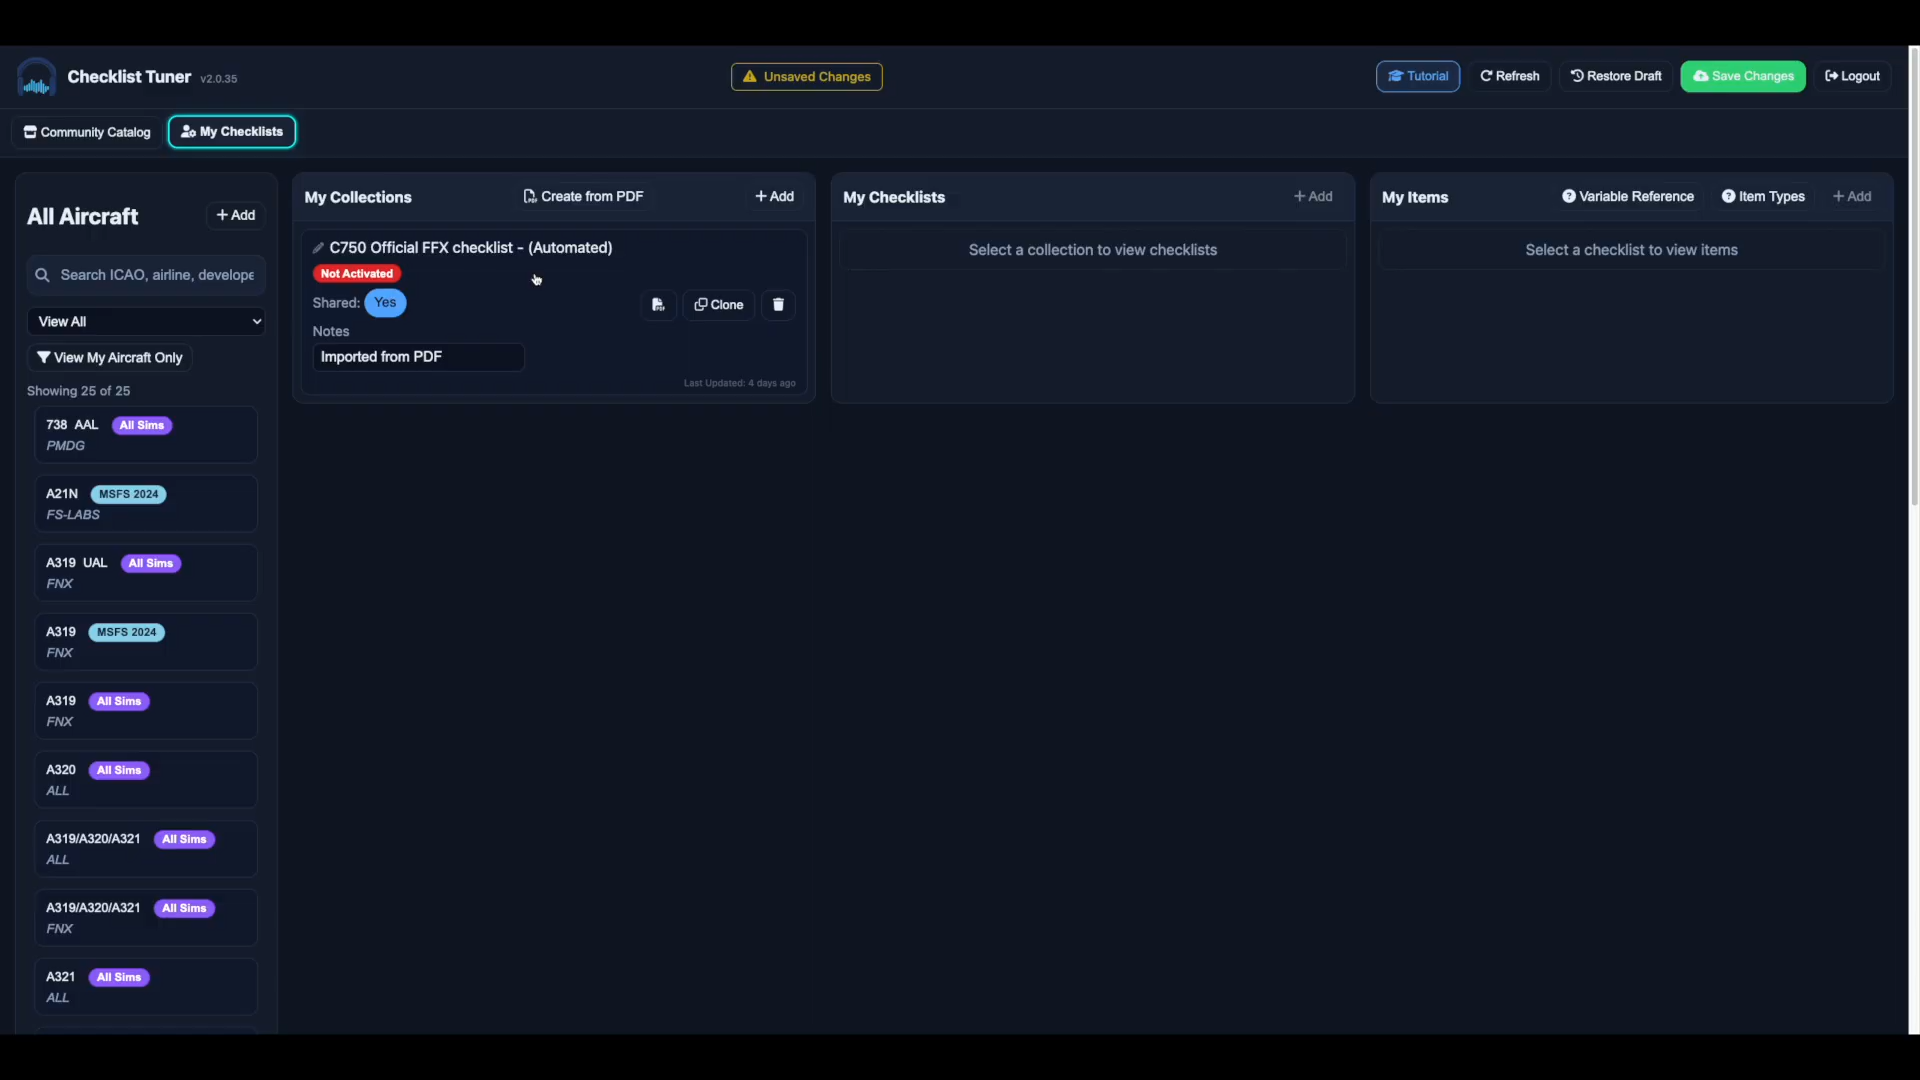 Checklist Tuner v2.0.35
Unsaved Changes
Tutorial
Refresh
Restore Draft
Save Changes
Logout
Community Catalog
My Checklists
All Aircraft
+ Add
Search ICAO, airline, develope
View All
View My Aircraft Only
Showing 25 of 25
738 AAL All Sims
PMDG
A21N MSFS 2024
FS-LABS
A319 UAL All Sims
FNX
A319 MSFS 2024
FNX
A319 All Sims
FNX
A320 All Sims
ALL
A319/A320/A321 All Sims
ALL
A319/A320/A321 All Sims
FNX
A321 All Sims
ALL
My Collections
Create from PDF
+ Add
C750 Official FFX checklist - (Automated)
Not Activated
Shared: Yes
Clone
Notes
Imported from PDF
Last Updated: 4 days ago
My Checklists
+ Add
Select a collection to view checklists
My Items
Variable Reference
Item Types
+ Add
Select a checklist to view items